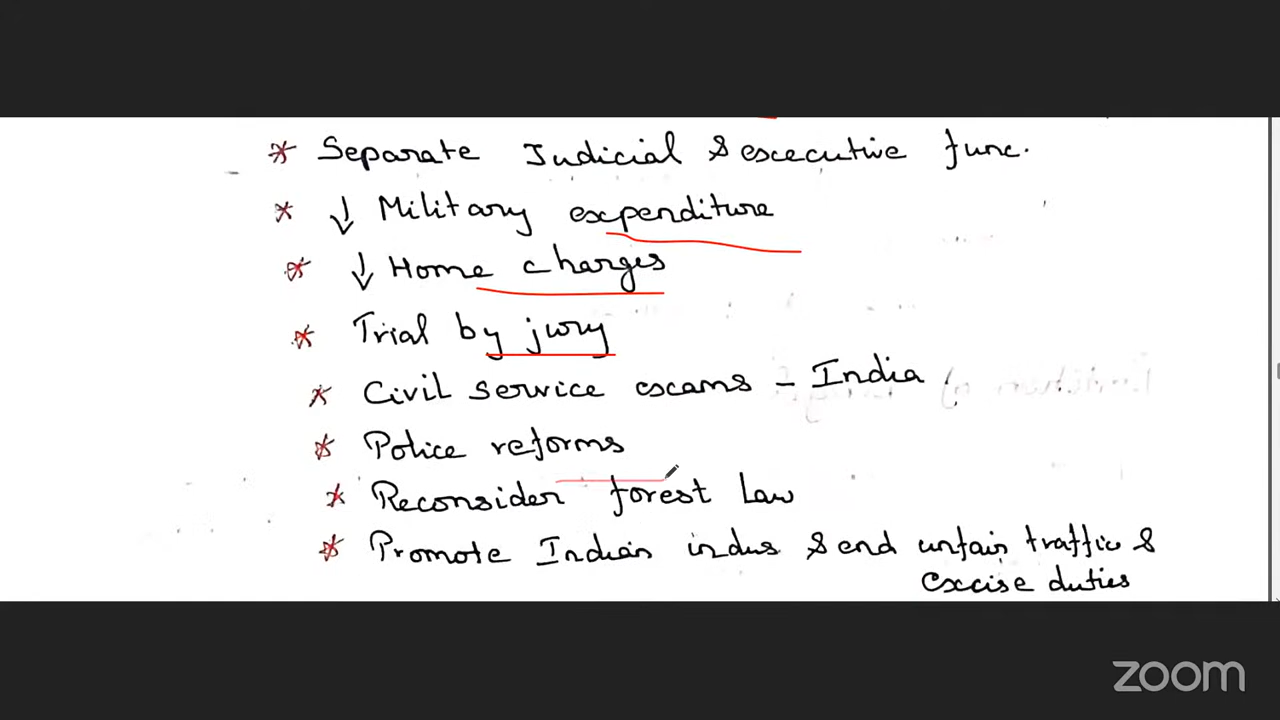 * Separate Judicial & executive func.
* ↓ Military expenditure
* ↓ Home charges
* Trial by jury
* Civil service exams - India
* Police reforms
* Reconsider forest law
* Promote Indian indus & end unfair traffic &
excise duties
zoom